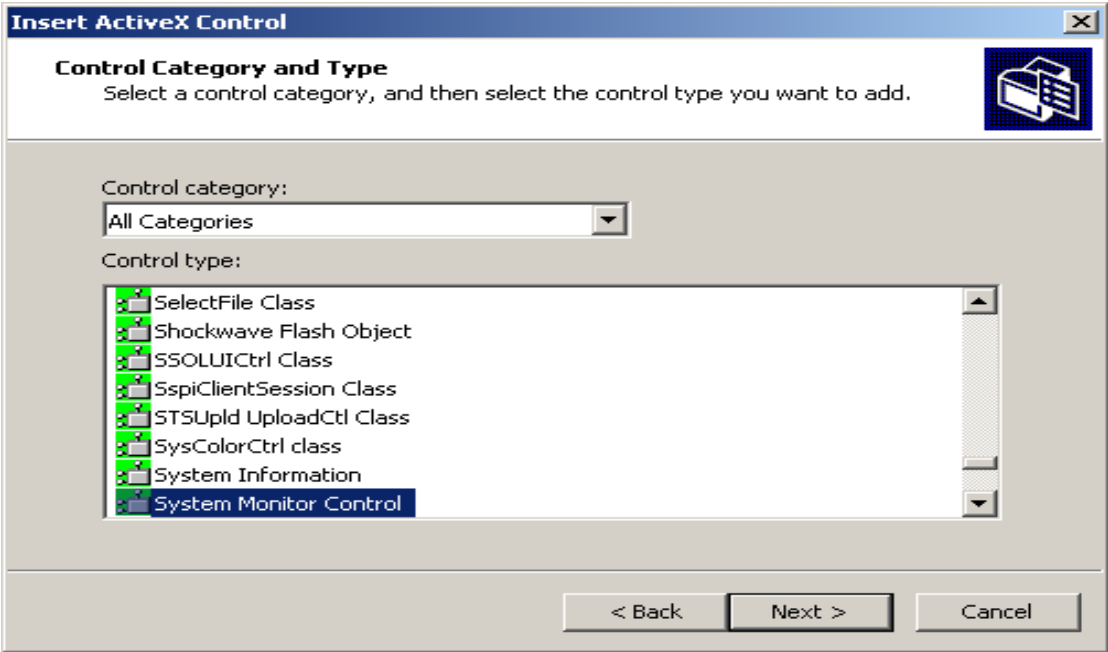 Insert ActiveX Control
Control Category and Type
Select a control category, and then select the control type you want to add.
Control category:
All Categories
Control type:
SelectFile Class
Shockwave Flash Object
SSOLUICtrl Class
SspiClientSession Class
STSUpld UploadCtl Class
SysColorCtrl class
System Information
System Monitor Control
< Back
Next >
Cancel